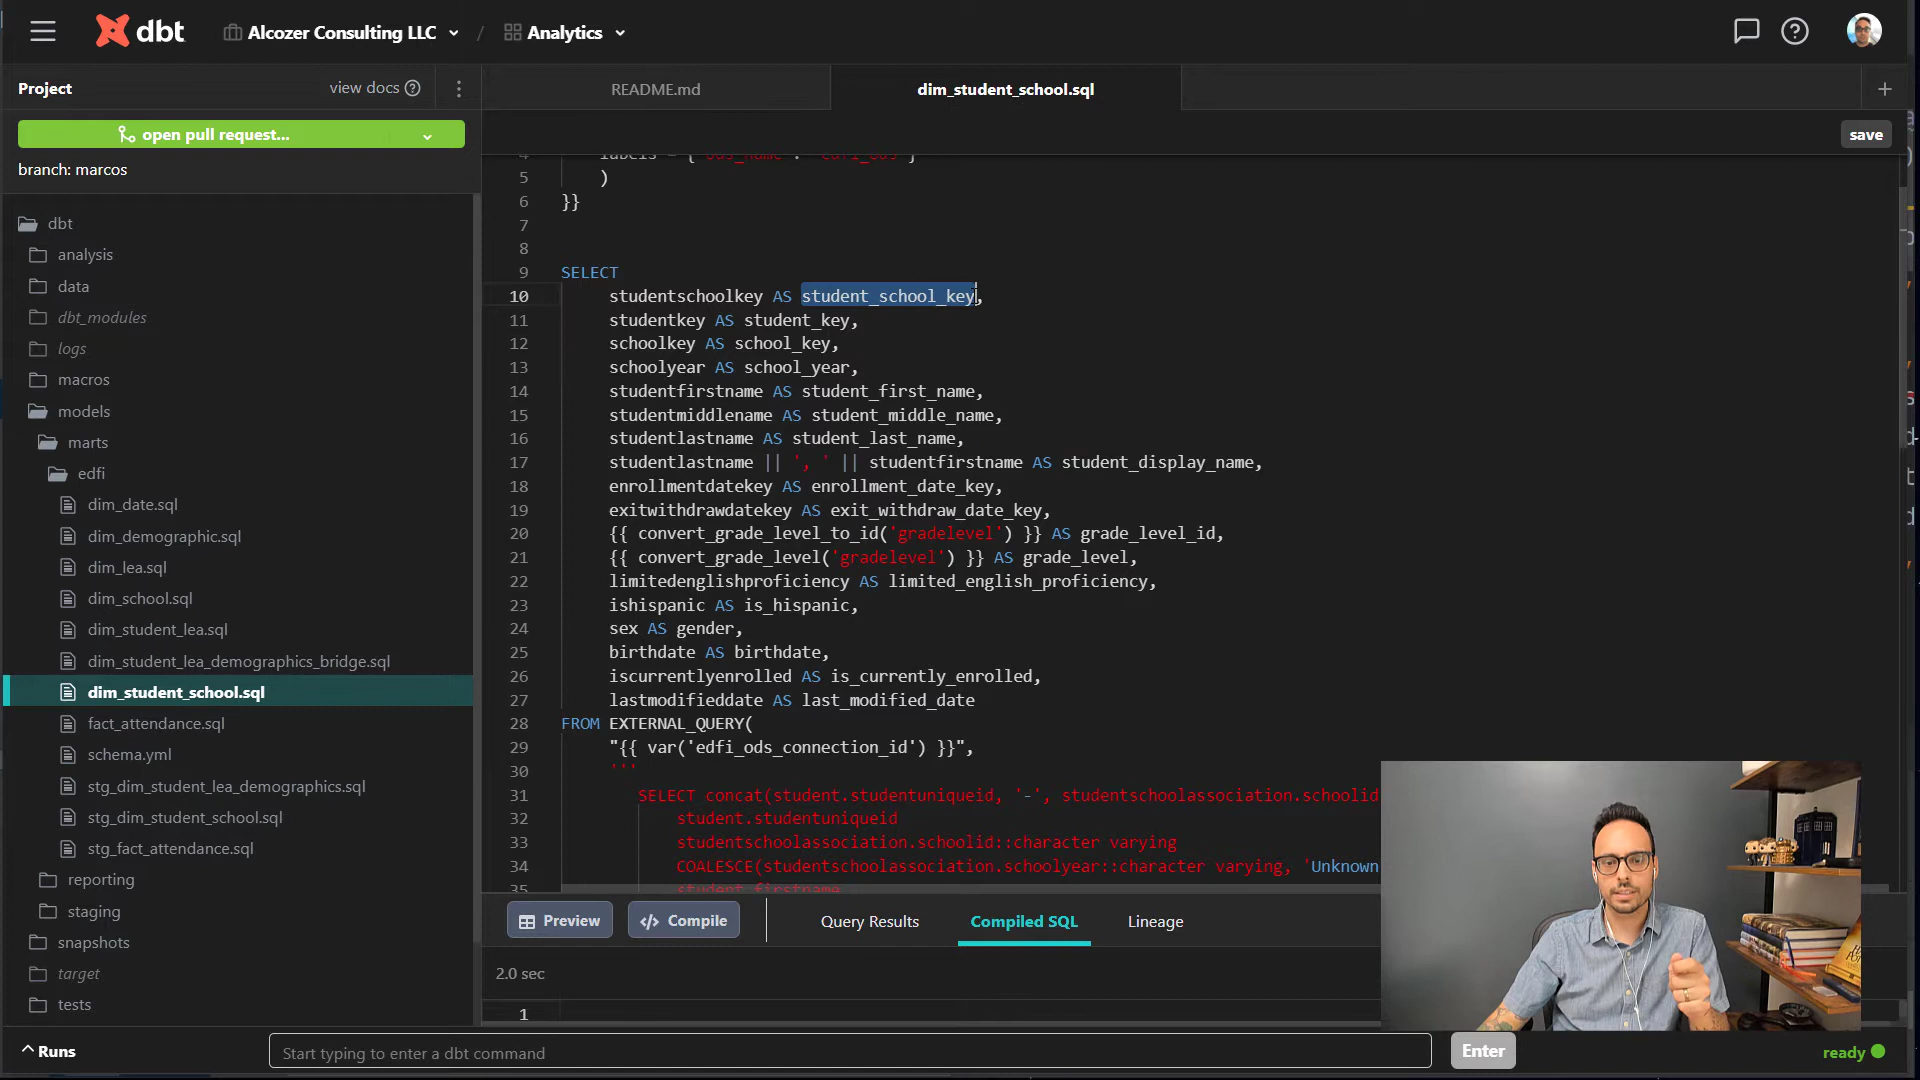 dbt
Alcozer Consulting LLC
/
Analytics
Project
view docs
README.md
dim_student_school.sql
open pull request...
save
branch: marcos
dbt
analysis
data
dbt_modules
logs
macros
models
marts
edfi
dim_date.sql
dim_demographic.sql
dim_lea.sql
dim_school.sql
dim_student_lea.sql
dim_student_lea_demographics_bridge.sql
dim_student_school.sql
fact_attendance.sql
schema.yml
stg_dim_student_lea_demographics.sql
stg_dim_student_school.sql
stg_fact_attendance.sql
reporting
staging
snapshots
target
tests
5 )
6 }}
7
8
9 SELECT
10 studentschoolkey AS student_school_key,
11 studentkey AS student_key,
12 schoolkey AS school_key,
13 schoolyear AS school_year,
14 studentfirstname AS student_first_name,
15 studentmiddlename AS student_middle_name,
16 studentlastname AS student_last_name,
17 studentlastname || ', ' || studentfirstname AS student_display_name,
18 enrollmentdatekey AS enrollment_date_key,
19 exitwithdrawdatekey AS exit_withdraw_date_key,
20 {{ convert_grade_level_to_id('gradelevel') }} AS grade_level_id,
21 {{ convert_grade_level('gradelevel') }} AS grade_level,
22 limitedenglishproficiency AS limited_english_proficiency,
23 ishispanic AS is_hispanic,
24 sex AS gender,
25 birthdate AS birthdate,
26 iscurrentlyenrolled AS is_currently_enrolled,
27 lastmodifieddate AS last_modified_date
28 FROM EXTERNAL_QUERY(
29 "{{ var('edfi_ods_connection_id') }}",
30 '''
31 SELECT concat(student.studentuniqueid, '-', studentschoolassociation.schoolid
32 student.studentuniqueid
33 studentschoolassociation.schoolid::character varying
34 COALESCE(studentschoolassociation.schoolyear::character varying, 'Unknown
35 student.firstname
Preview
Compile
Query Results
Compiled SQL
Lineage
2.0 sec
1
Runs
Start typing to enter a dbt command
Enter
ready